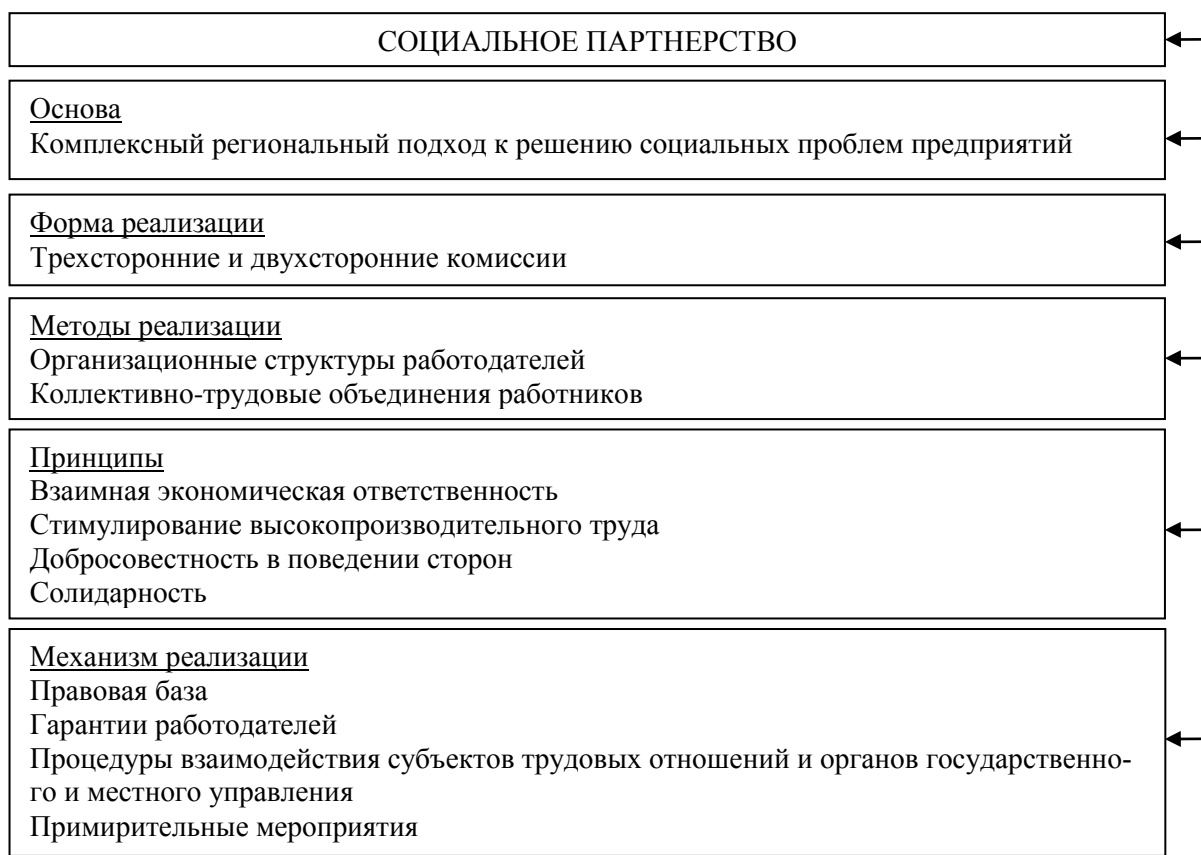 СОЦИАЛЬНОЕ ПАРТНЕРСТВО
Основа
Комплексный региональный подход к решению социальных проблем предприятий
Форма реализации
Трехсторонние и двухсторонние комиссии
Методы реализации
Организационные структуры работодателей
Коллективно-трудовые объединения работников
Принципы
Взаимная экономическая ответственность
Стимулирование высокопроизводительного труда
Добросовестность в поведении сторон
Солидарность
Механизм реализации
Правовая база
Гарантии работодателей
Процедуры взаимодействия субъектов трудовых отношений и органов государственно-
го и местного управления
Примирительные мероприятия